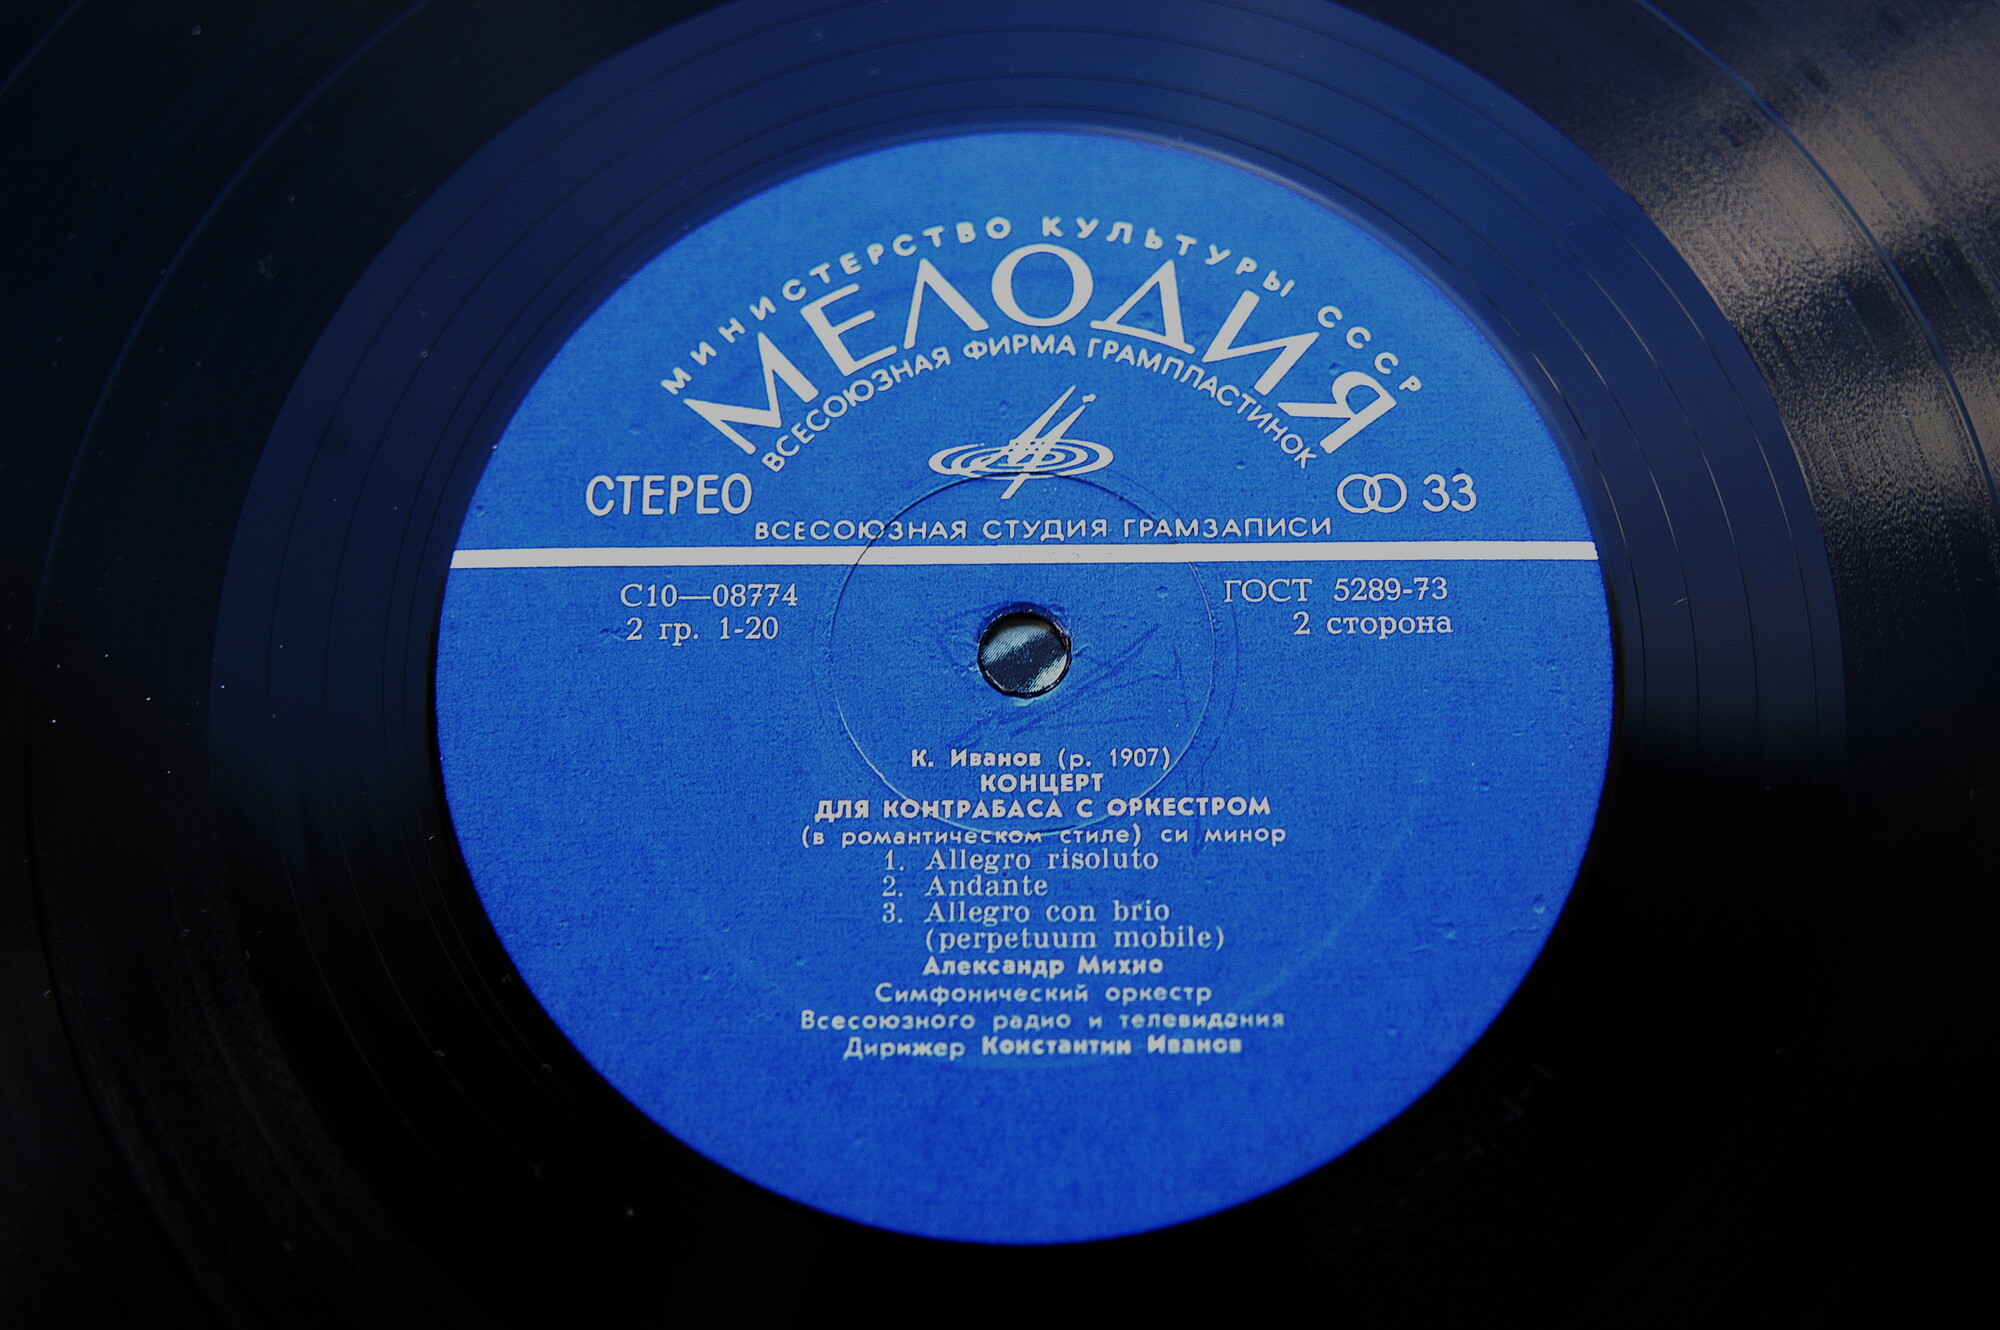 МИНИСТЕРСТВО КУЛЬТУРЫ СССР
МЕЛОДИЯ
ВСЕСОЮЗНАЯ ФИРМА ГРАМПЛАСТИНОК
СТЕРЕО
33
ВСЕСОЮЗНАЯ СТУДИЯ ГРАМЗАПИСИ
С10—08774
ГОСТ 5289-73
2 гр. 1-20
2 сторона
К. Иванов (р. 1907)
КОНЦЕРТ
ДЛЯ КОНТРАБАСА С ОРКЕСТРОМ
(в романтическом стиле) си минор
1. Allegro risoluto
2. Andante
3. Allegro con brio
(perpetuum mobile)
Александр Михно
Симфонический оркестр
Всесоюзного радио и телевидения
Дирижер Константин Иванов